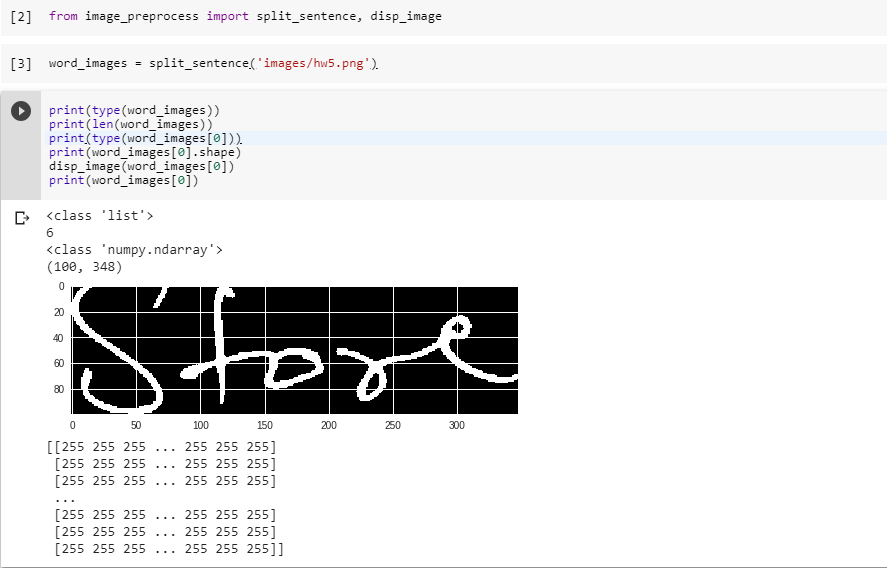 [2] from image_preprocess import split_sentence, disp_image
[3] word_images = split_sentence('images/hw5.png')
print(type(word_images))
print(len(word_images))
print(type(word_images[0]))
print(word_images[0].shape)
disp_image(word_images[0])
print(word_images[0])
<class 'list'>
6
<class 'numpy.ndarray'>
(100, 348)
0
20
40
60
80
Store
0 50 100 150 200 250 300
[[255 255 255 ... 255 255 255]
[255 255 255 ... 255 255 255]
[255 255 255 ... 255 255 255]
...
[255 255 255 ... 255 255 255]
[255 255 255 ... 255 255 255]
[255 255 255 ... 255 255 255]]